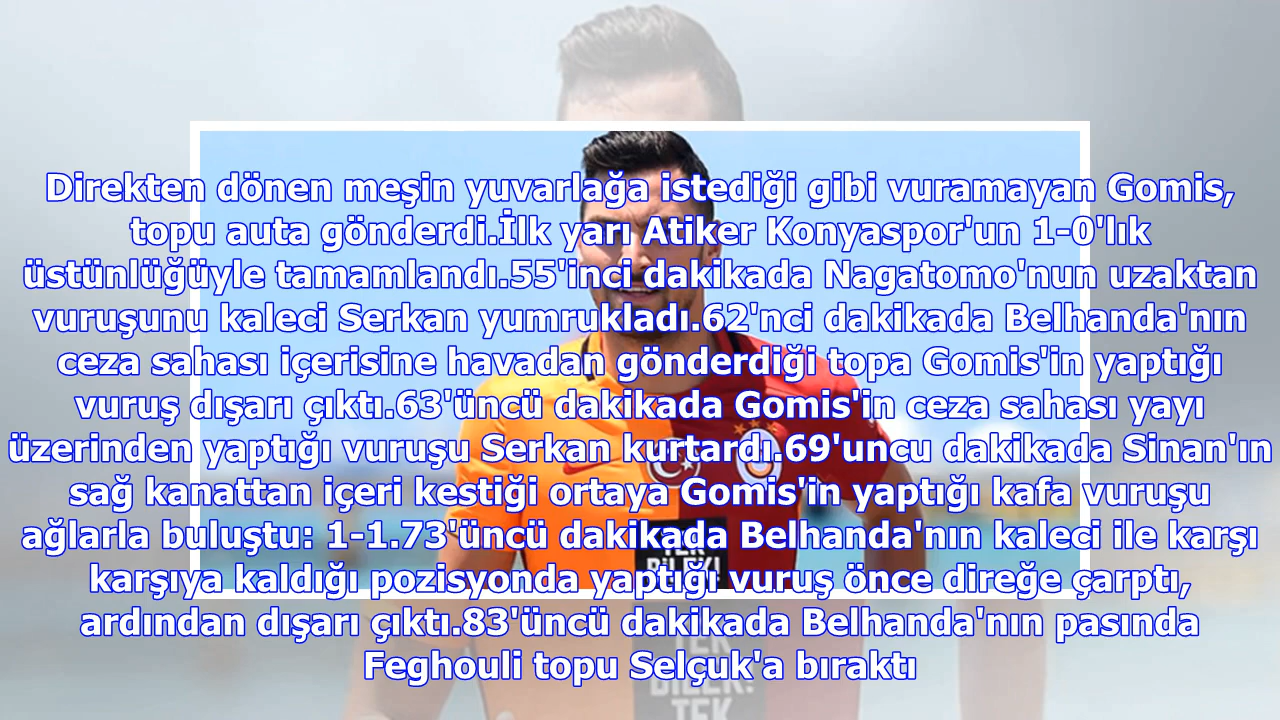 Direkten dönen meşin yuvarlağa istediği gibi vuramayan Gomis,
topu auta gönderdi.İlk yarı Atiker Konyaspor'un 1-0'lık
üstünlüğüyle tamamlandı.55'inci dakikada Nagatomo'nun uzaktan
vuruşunu kaleci Serkan yumrukladı.62'nci dakikada Belhanda'nın
ceza sahası içerisine havadan gönderdiği topa Gomis'in yaptığı
vuruş dışarı çıktı.63'üncü dakikada Gomis'in ceza sahası yayı
üzerinden yaptığı vuruşu Serkan kurtardı.69'uncu dakikada Sinan'ın
sağ kanattan içeri kestiği ortaya Gomis'in yaptığı kafa vuruşu
ağlarla buluştu: 1-1.73'üncü dakikada Belhanda'nın kaleci ile karşı
karşıya kaldığı pozisyonda yaptığı vuruş önce direğe çarptı,
ardından dışarı çıktı.83'üncü dakikada Belhanda'nın pasında
Feghouli topu Selçuk'a bıraktı
TEK